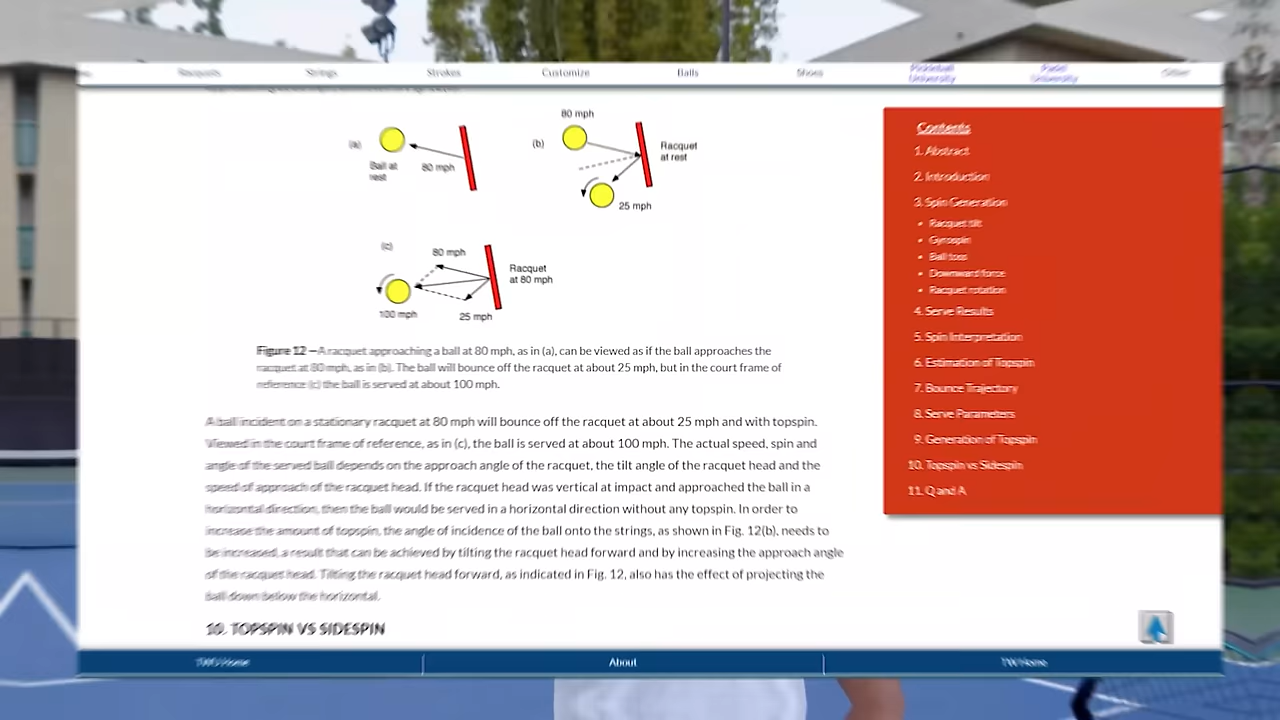 Racquets Strings Strokes Customize Balls Shoes Pickleball University Padel University Other
(a)
Ball at rest
80 mph
(b)
80 mph
Racquet at rest
25 mph
(c)
80 mph
Racquet at 80 mph
100 mph
25 mph
Figure 12 —A racquet approaching a ball at 80 mph, as in (a), can be viewed as if the ball approaches the
racquet at 80 mph, as in (b). The ball will bounce off the racquet at about 25 mph, but in the court frame of
reference (c) the ball is served at about 100 mph.
A ball incident on a stationary racquet at 80 mph will bounce off the racquet at about 25 mph and with topspin.
Viewed in the court frame of reference, as in (c), the ball is served at about 100 mph. The actual speed, spin and
angle of the served ball depends on the approach angle of the racquet, the tilt angle of the racquet head and the
speed of approach of the racquet head. If the racquet head was vertical at impact and approached the ball in a
horizontal direction, then the ball would be served in a horizontal direction without any topspin. In order to
increase the amount of topspin, the angle of incidence of the ball onto the strings, as shown in Fig. 12(b), needs to
be increased, a result that can be achieved by tilting the racquet head forward and by increasing the approach angle
of the racquet head. Tilting the racquet head forward, as indicated in Fig. 12, also has the effect of projecting the
ball down below the horizontal.
10. TOPSPIN VS SIDESPIN
Contents
1. Abstract
2. Introduction
3. Spin Generation
• Racquet tilt
• Gyrospin
• Ball toss
• Downward force
• Racquet rotation
4. Serve Results
5. Spin Interpretation
6. Estimation of Topspin
7. Bounce Trajectory
8. Serve Parameters
9. Generation of Topspin
10. Topspin vs Sidespin
11. Q and A
TWU Home About TW Home